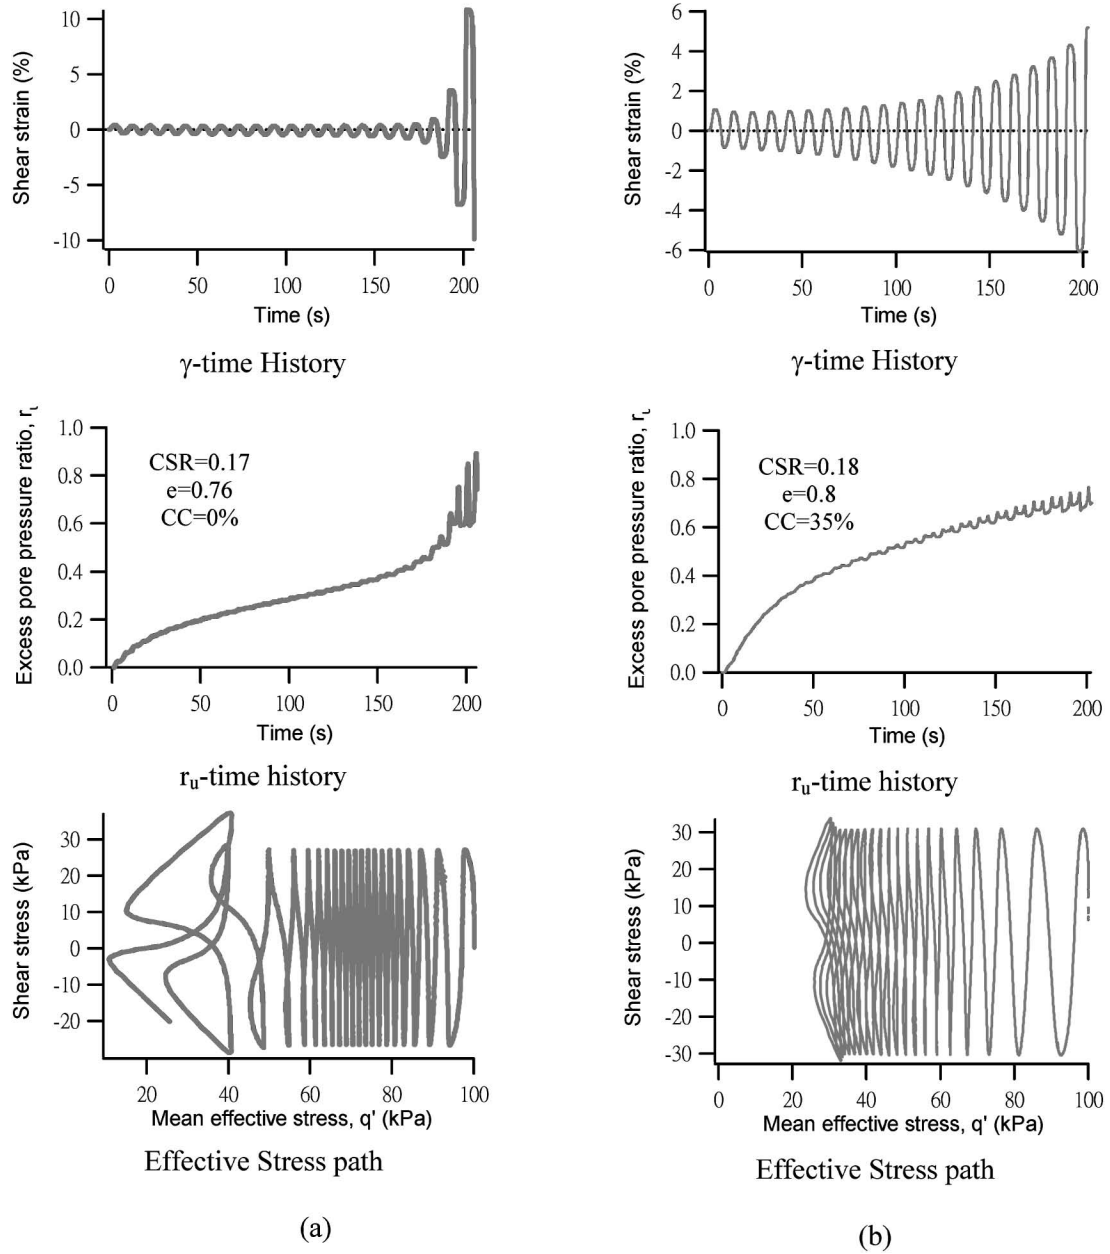 10
5
0
-5
-10
Shear strain (%)
0 50 100 150 200
Time (s)
γ-time History
1.0
0.8
0.6
0.4
0.2
0.0
Excess pore pressure ratio, r
CSR=0.17
e=0.76
CC=0%
0 50 100 150 200
Time (s)
rᵤ-time history
30
20
10
0
-10
-20
Shear stress (kPa)
20 40 60 80 100
Mean effective stress, q' (kPa)
Effective Stress path
(a)
6
4
2
0
-2
-4
-6
Shear strain (%)
0 50 100 150 200
Time (s)
γ-time History
1.0
0.8
0.6
0.4
0.2
0.0
Excess pore pressure ratio, r
CSR=0.18
e=0.8
CC=35%
0 50 100 150 200
Time (s)
rᵤ-time history
30
20
10
0
-10
-20
-30
Shear stress (kPa)
0 20 40 60 80 100
Mean effective stress, q' (kPa)
Effective Stress path
(b)